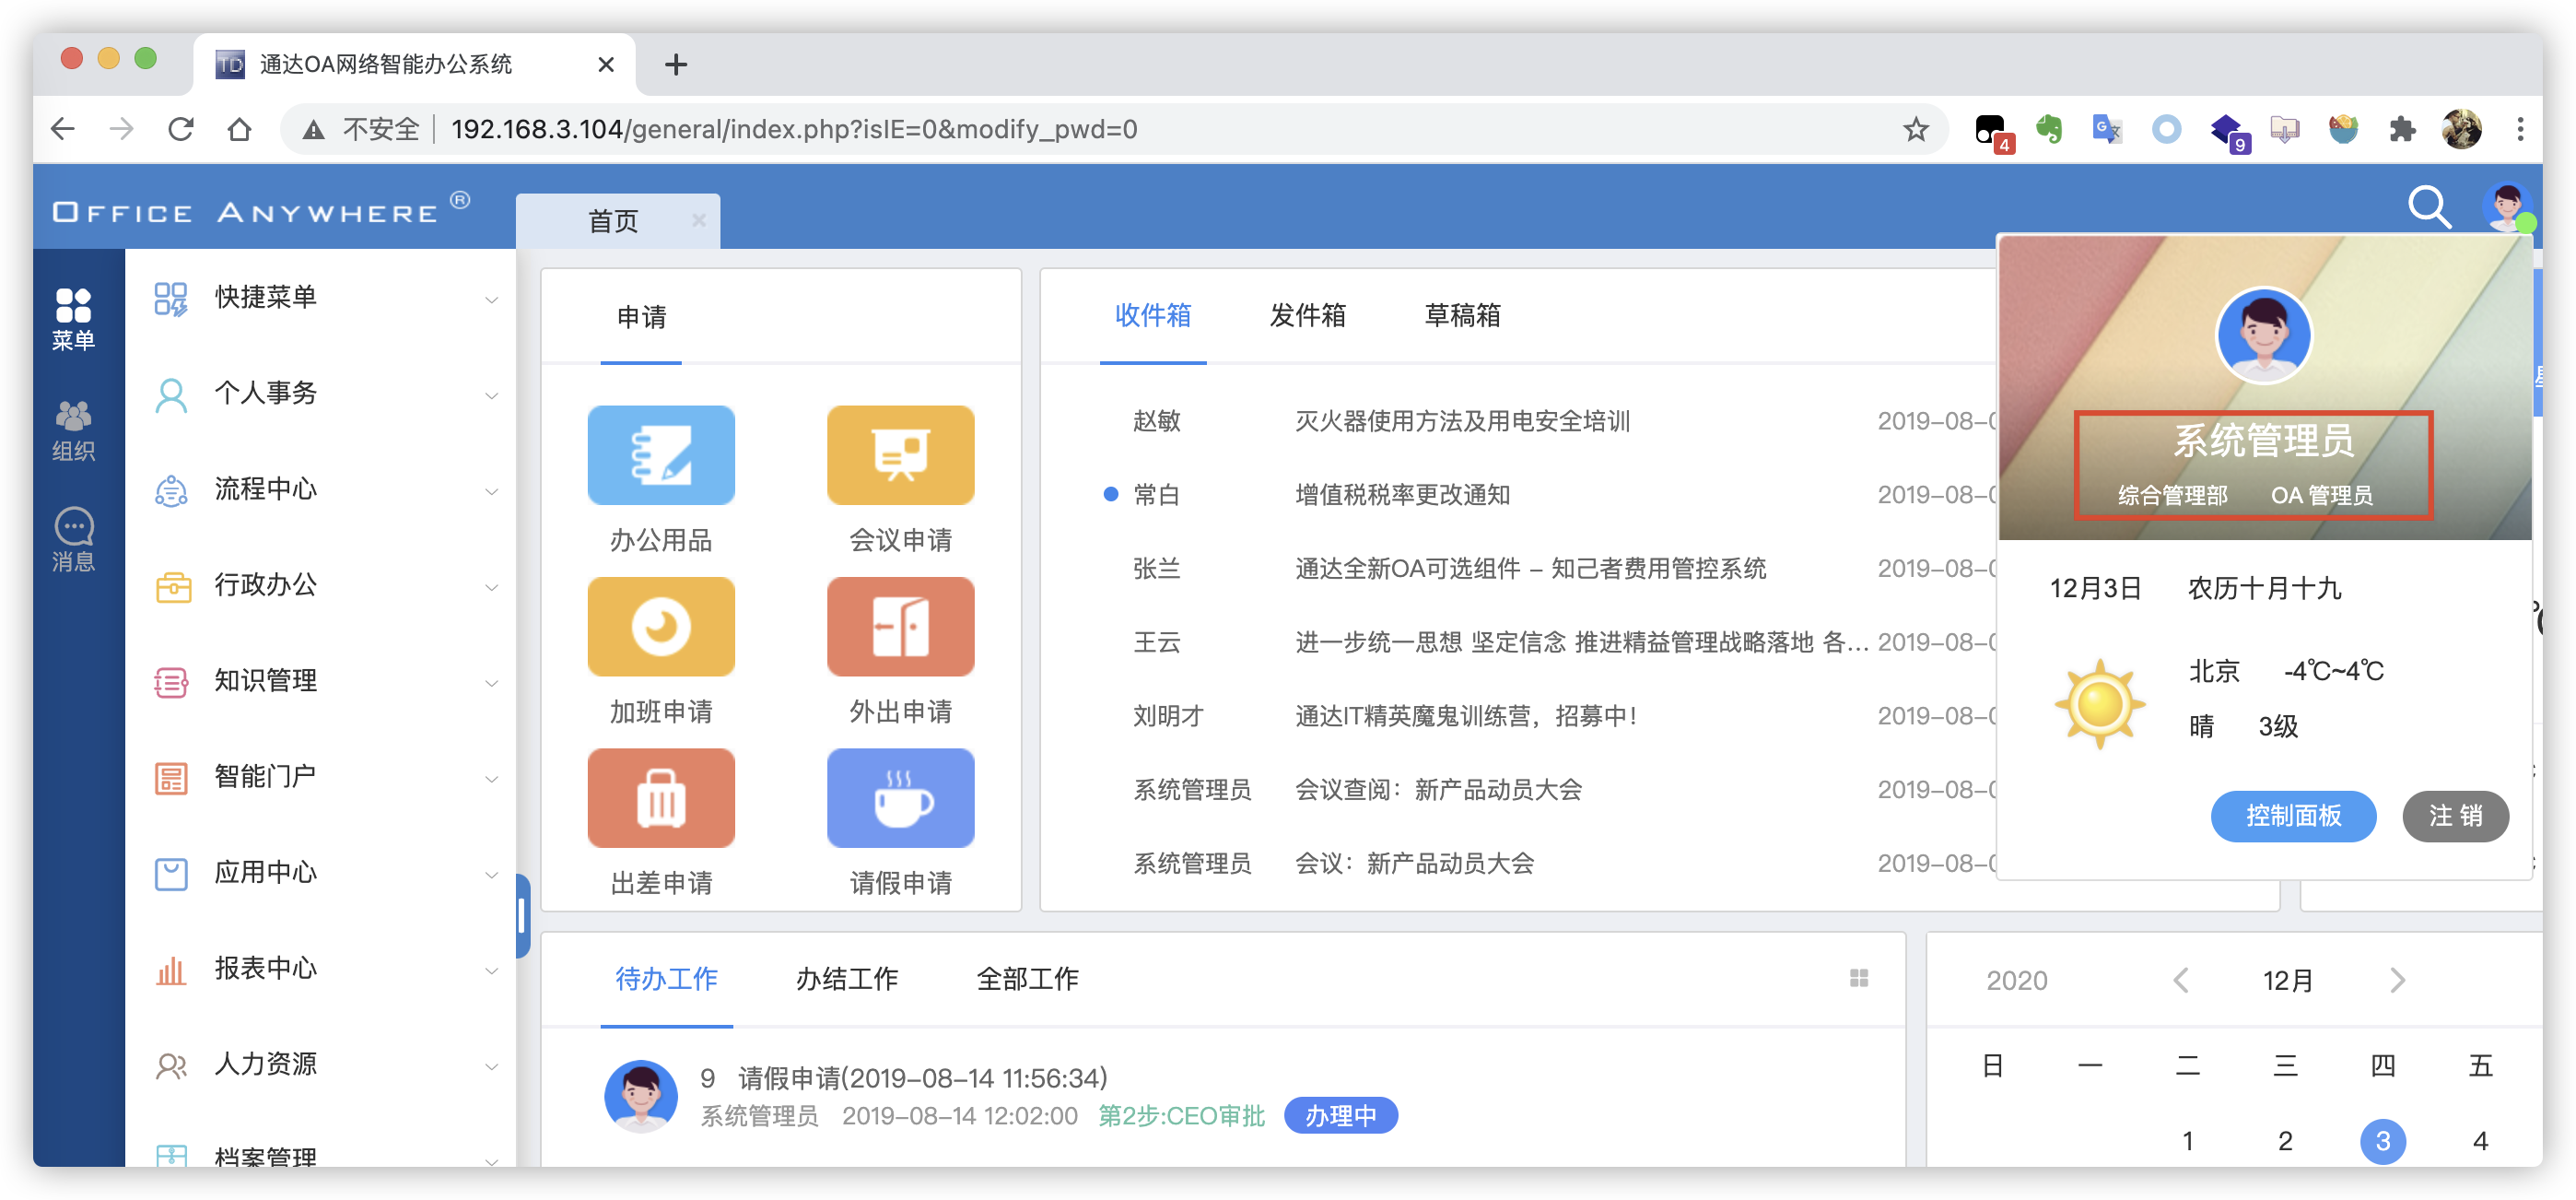 通达OA网络智能办公系统
不安全 192.168.3.104/general/index.php?isIE=0&modify_pwd=0
4
9
OFFICE ANYWHERE ®
首页
菜单
组织
消息
快捷菜单
个人事务
流程中心
行政办公
知识管理
智能门户
应用中心
报表中心
人力资源
档案管理
申请
办公用品 会议申请
加班申请 外出申请
出差申请 请假申请
收件箱 发件箱 草稿箱
赵敏 灭火器使用方法及用电安全培训 2019-08-0
常白 增值税税率更改通知 2019-08-0
张兰 通达全新OA可选组件 - 知己者费用管控系统 2019-08-0
王云 进一步统一思想 坚定信念 推进精益管理战略落地 各... 2019-08-0
刘明才 通达IT精英魔鬼训练营，招募中！ 2019-08-0
系统管理员 会议查阅：新产品动员大会 2019-08-0
系统管理员 会议：新产品动员大会 2019-08-0
系统管理员
综合管理部 OA 管理员
12月3日 农历十月十九
北京 -4℃~4℃
晴 3级
控制面板 注 销
待办工作 办结工作 全部工作
9 请假申请(2019-08-14 11:56:34)
系统管理员 2019-08-14 12:02:00 第2步:CEO审批 办理中
2020 12月
日 一 二 三 四 五
1 2 3 4